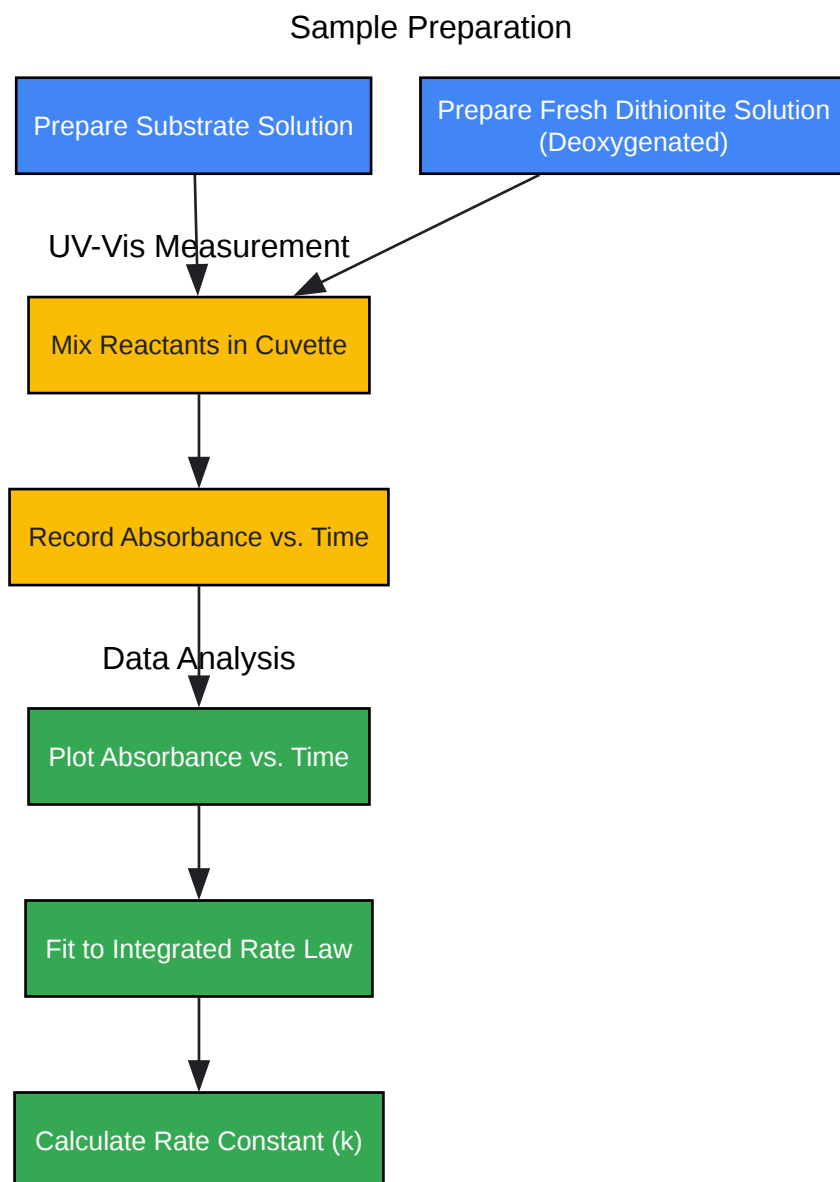 Sample Preparation
Prepare Substrate Solution
Prepare Fresh Dithionite Solution
(Deoxygenated)
UV-Vis Measurement
Mix Reactants in Cuvette
Record Absorbance vs. Time
Data Analysis
Plot Absorbance vs. Time
Fit to Integrated Rate Law
Calculate Rate Constant (k)